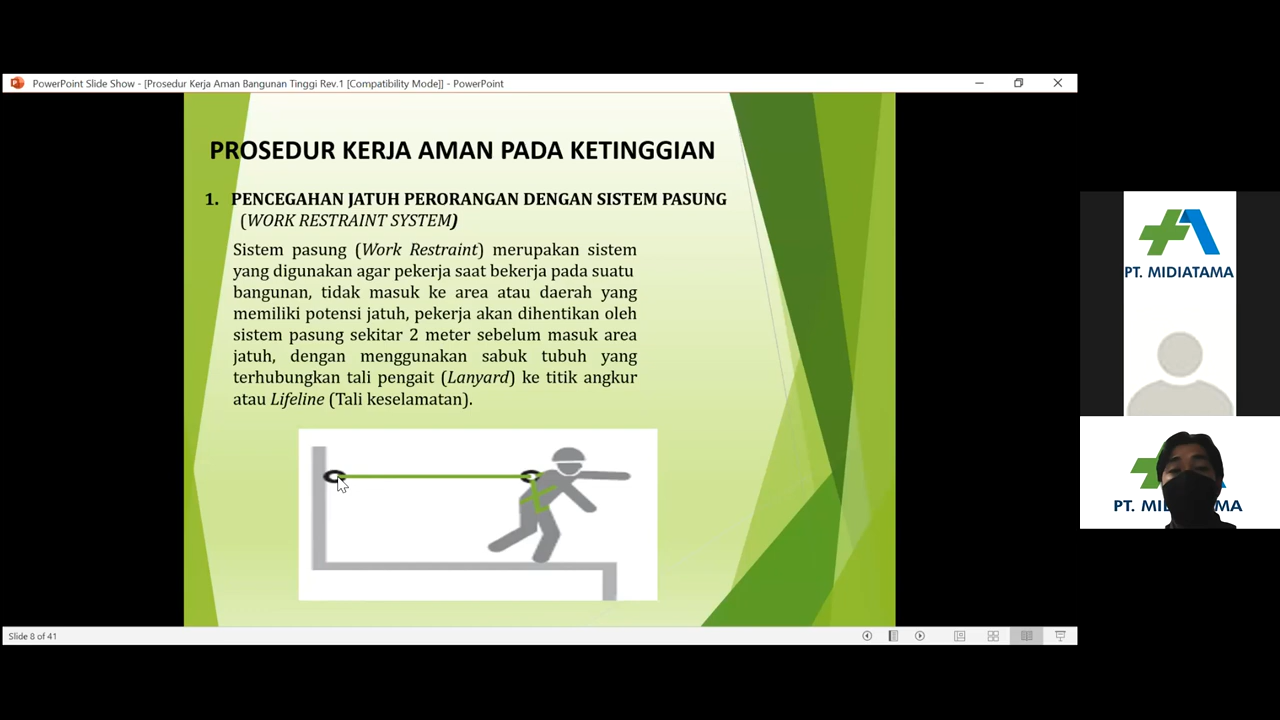 PowerPoint Slide Show - [Prosedur Kerja Aman Bangunan Tinggi Rev.1 [Compatibility Mode]] - PowerPoint
PROSEDUR KERJA AMAN PADA KETINGGIAN
1. PENCEGAHAN JATUH PERORANGAN DENGAN SISTEM PASUNG
(WORK RESTRAINT SYSTEM)
Sistem pasung (Work Restraint) merupakan sistem
yang digunakan agar pekerja saat bekerja pada suatu
bangunan, tidak masuk ke area atau daerah yang
memiliki potensi jatuh, pekerja akan dihentikan oleh
sistem pasung sekitar 2 meter sebelum masuk area
jatuh, dengan menggunakan sabuk tubuh yang
terhubungkan tali pengait (Lanyard) ke titik angkur
atau Lifeline (Tali keselamatan).
Slide 8 of 41
PT. MIDIATAMA
PT. MI MA